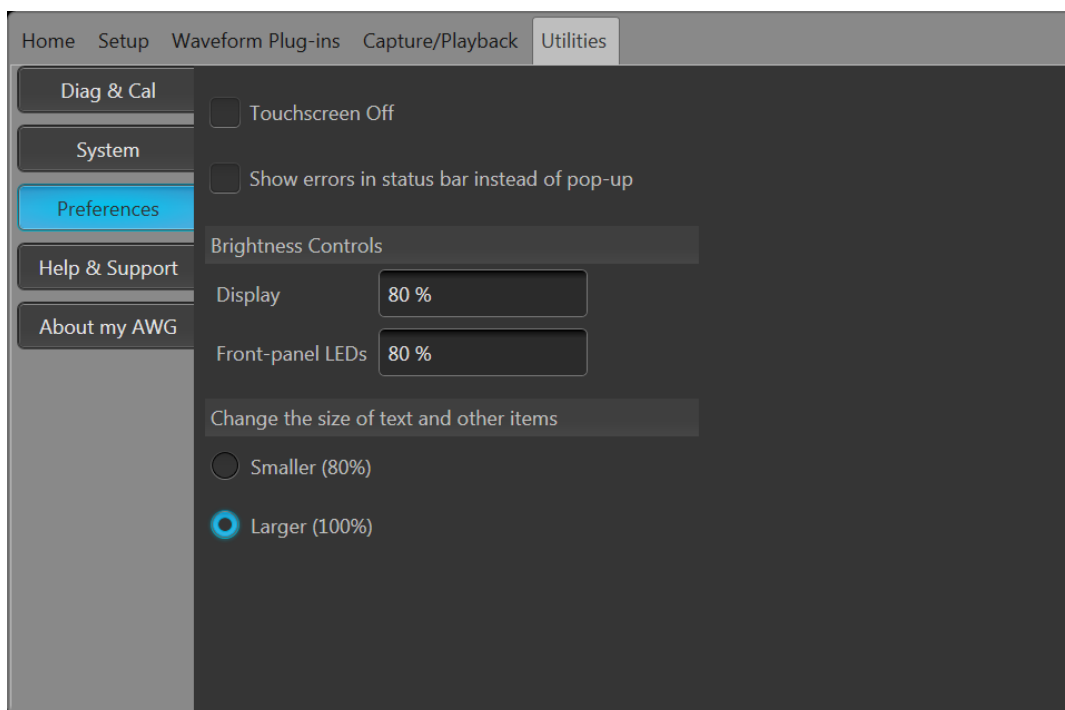 Home Setup Waveform Plug-ins Capture/Playback Utilities
Diag & Cal
System
Preferences
Help & Support
About my AWG
Touchscreen Off
Show errors in status bar instead of pop-up
Brightness Controls
Display 80 %
Front-panel LEDs 80 %
Change the size of text and other items
Smaller (80%)
Larger (100%)